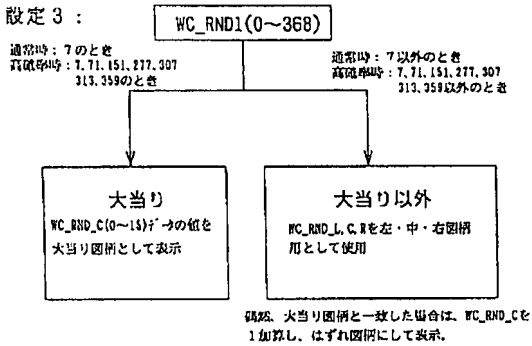 設定3：
WC_RND1(0～368)
通常時：7のとき
高確率時：7,71,151,277,307
313,359のとき
通常時：7以外のとき
高確率時：7,71,151,277,307
313,359以外のとき
大当り
WC_RND_C(0～15)データの値を
大当り図柄として表示
大当り以外
WC_RND_L,C,Rを左・中・右図柄
用として使用
偶然、大当り図柄と一致した場合は、WC_RND_Cを
1加算し、はずれ図柄にして表示。